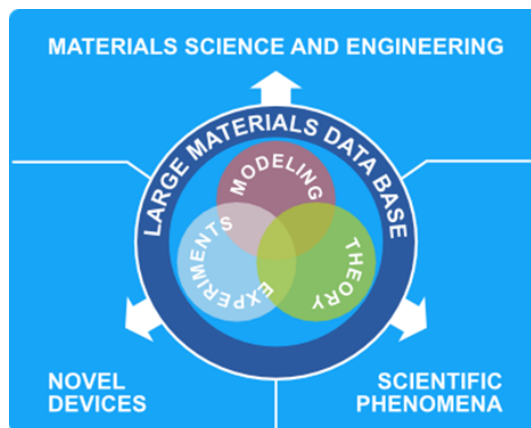 MATERIALS SCIENCE AND ENGINEERING
LARGE MATERIALS DATA BASE
MODELING
EXPERIMENTS
THEORY
NOVEL
DEVICES
SCIENTIFIC
PHENOMENA